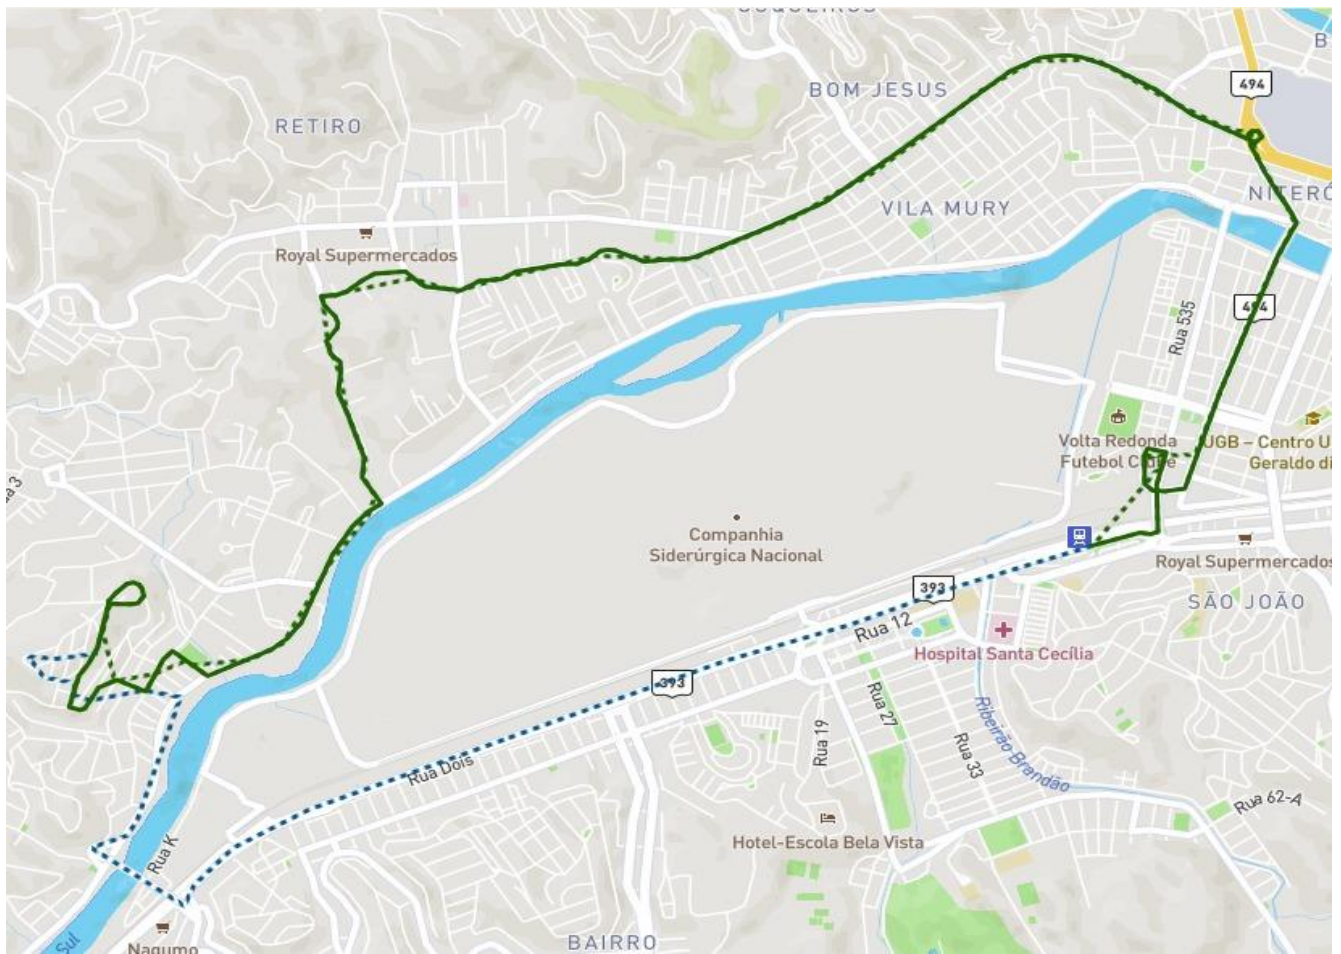 COQUEIROS
494
BOM JESUS
RETIRO
NITERÓ
VILA MURY
Royal Supermercados
494
Rua 535
Volta Redonda
Futebol Clube
UGB – Centro U
Geraldo di
Companhia
Siderúrgica Nacional
Royal Supermercados
393
SÃO JOÃO
Rua 12
Hospital Santa Cecília
393
Rua 27
Ribeirão Brandão
Rua 19
Rua 33
Rua Dois
Rua 62-A
Rua K
Hotel-Escola Bela Vista
Sul
Nagumo
BAIRRO